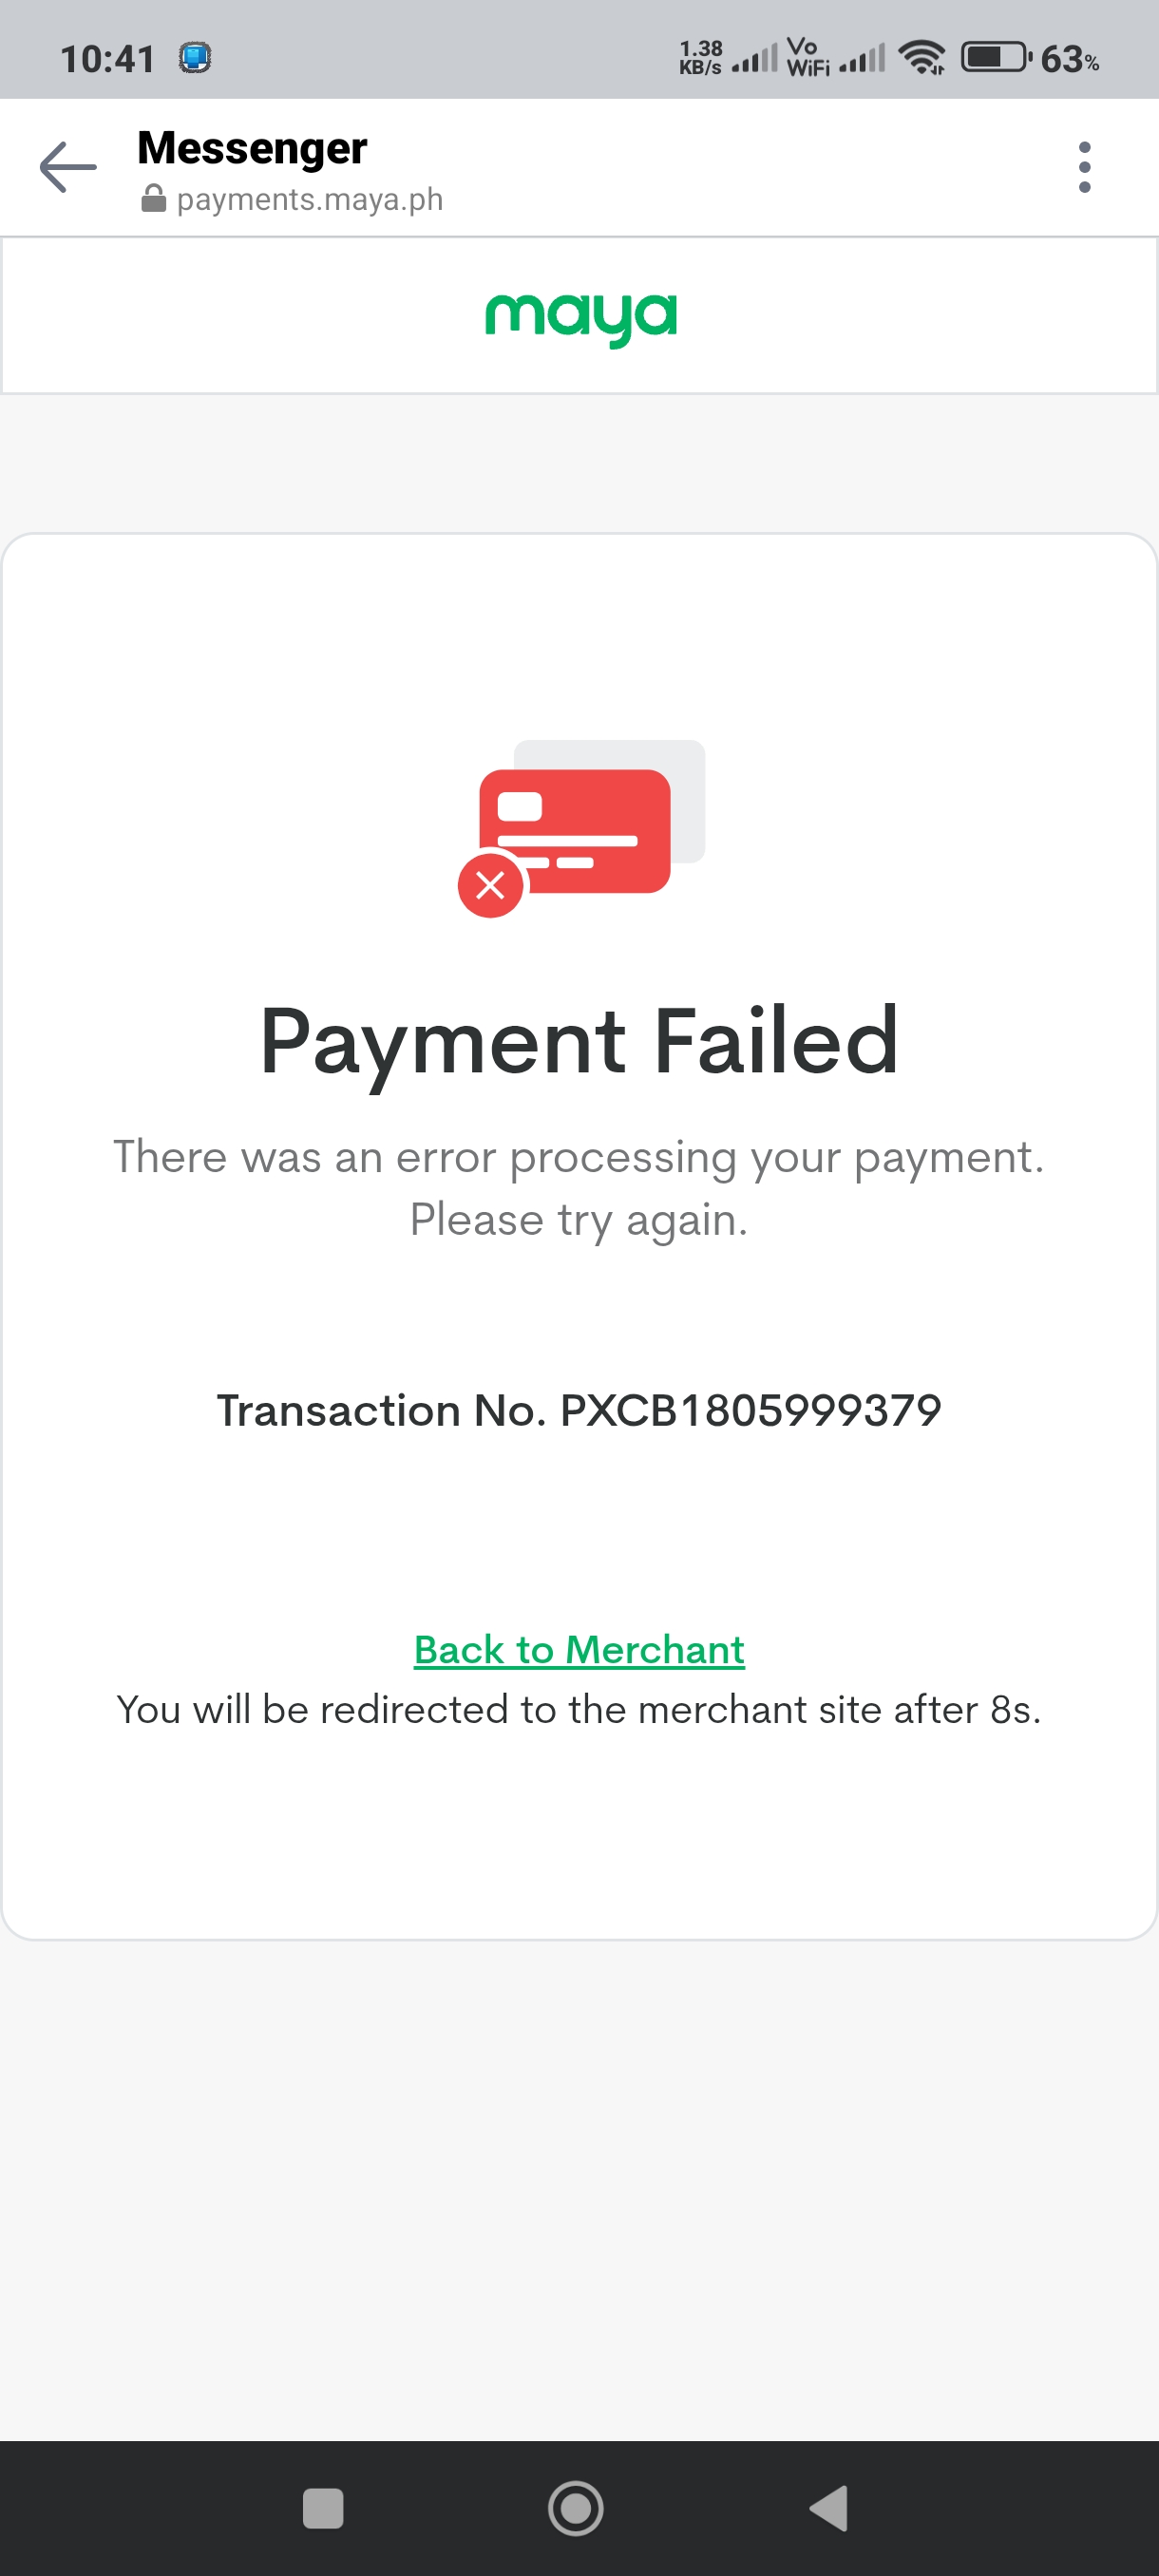 10:41
1.38
KB/s
Vo
WiFi
63%
Messenger
payments.maya.ph
maya
Payment Failed
There was an error processing your payment.
Please try again.
Transaction No. PXCB1805999379
Back to Merchant
You will be redirected to the merchant site after 8s.